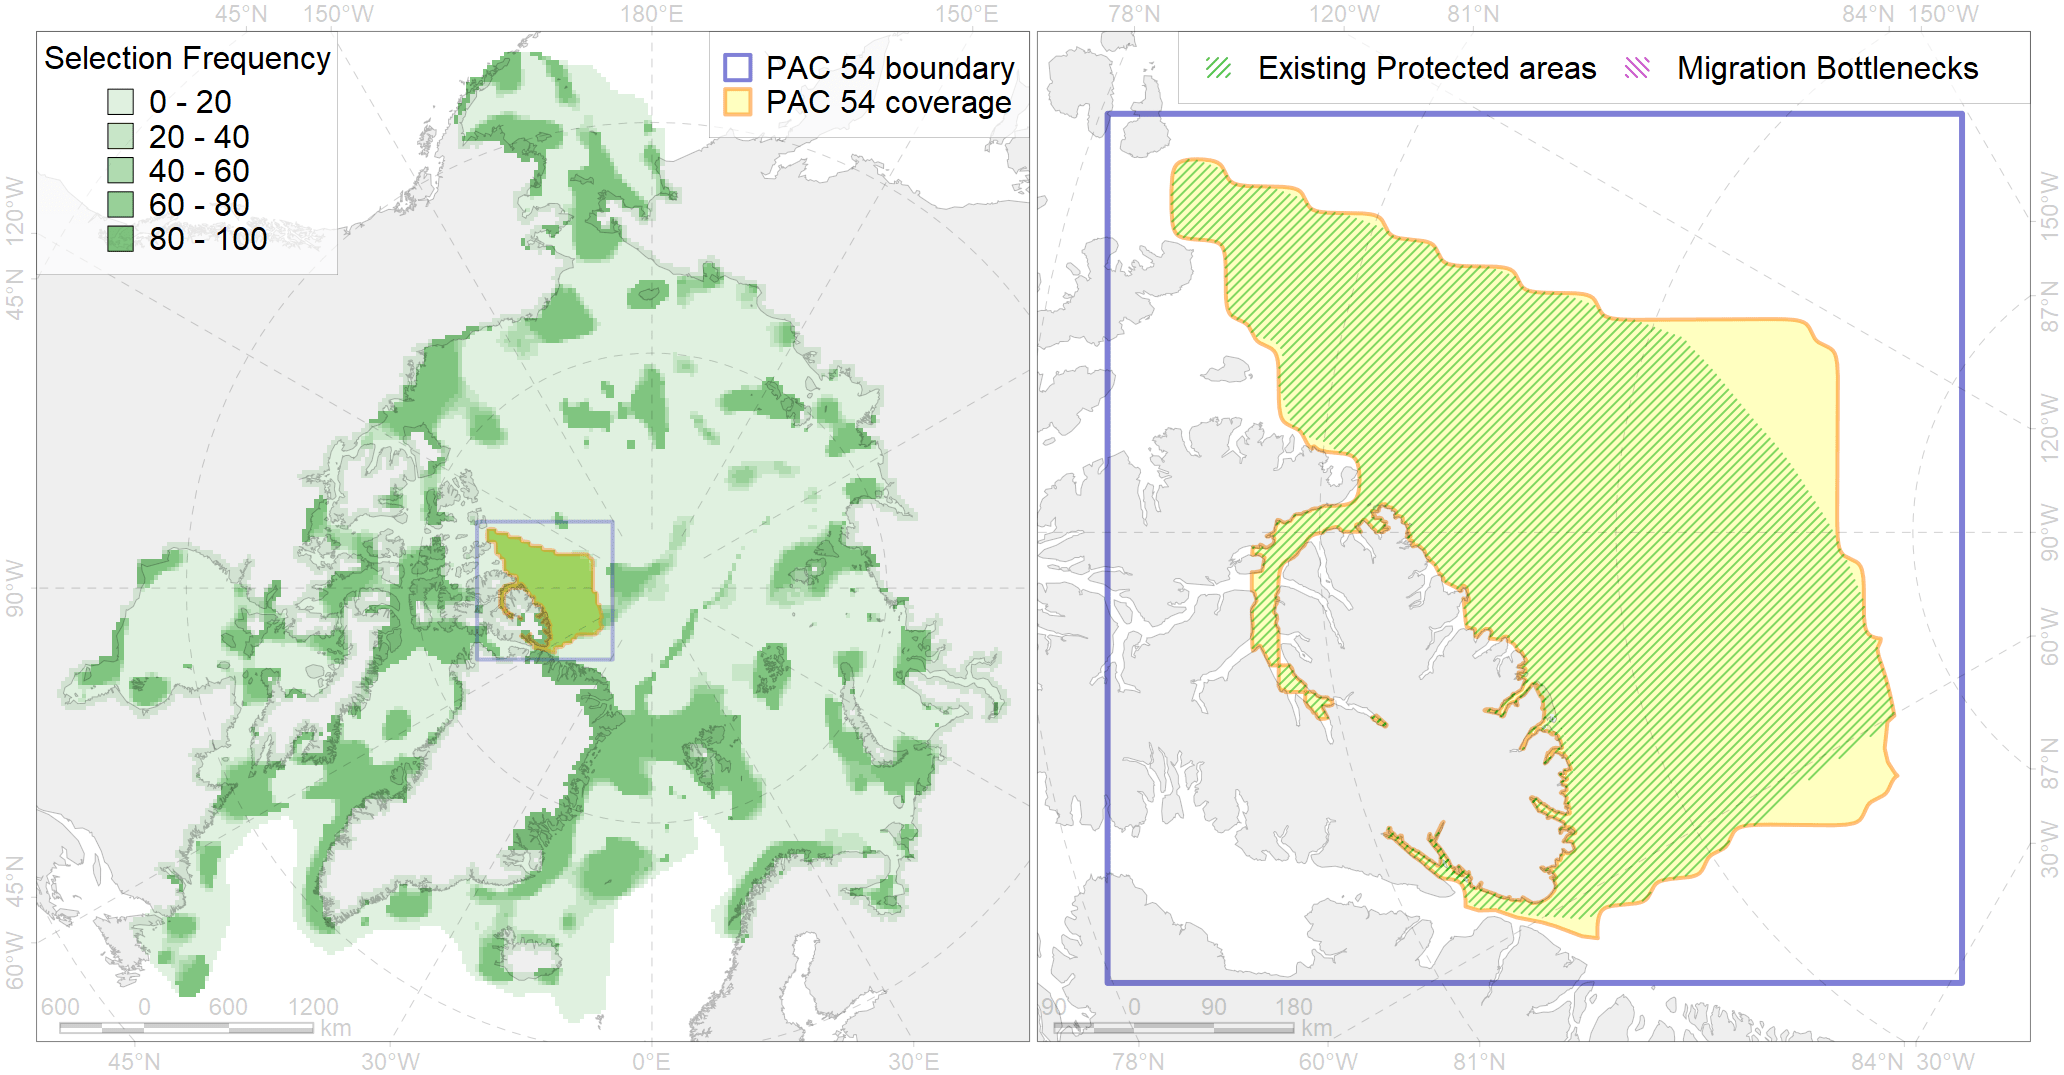 45°N 150°W 180°E 150°E 78°N 120°W 81°N 84°N 150°W
Selection Frequency
0 - 20
20 - 40
40 - 60
60 - 80
80 - 100
PAC 54 boundary
PAC 54 coverage
Existing Protected areas
Migration Bottlenecks
120°W
45°N
90°W
45°N
60°W
150°W
87°N
120°W
90°W
60°W
87°N
30°W
600 0 600 1200
km
90 0 90 180
km
45°N 30°W 0°E 30°E 78°N 60°W 81°N 84°N 30°W